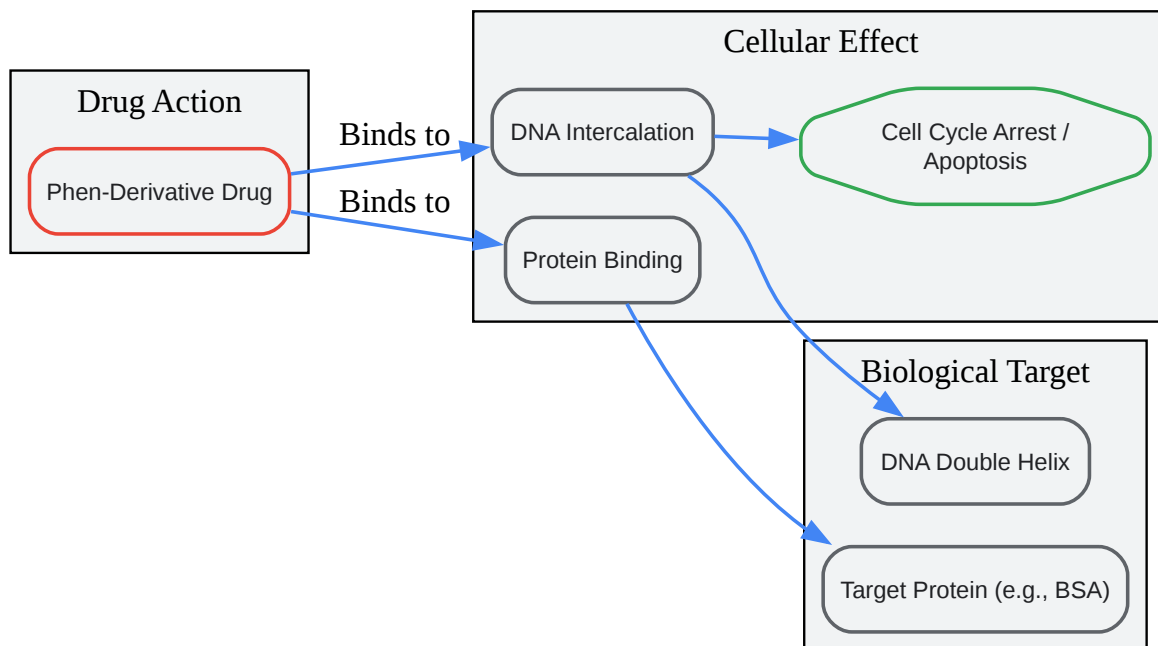 Cellular Effect
Drug Action
Binds to
DNA Intercalation
Cell Cycle Arrest /
Apoptosis
Phen-Derivative Drug
Binds to
Protein Binding
Biological Target
DNA Double Helix
Target Protein (e.g., BSA)